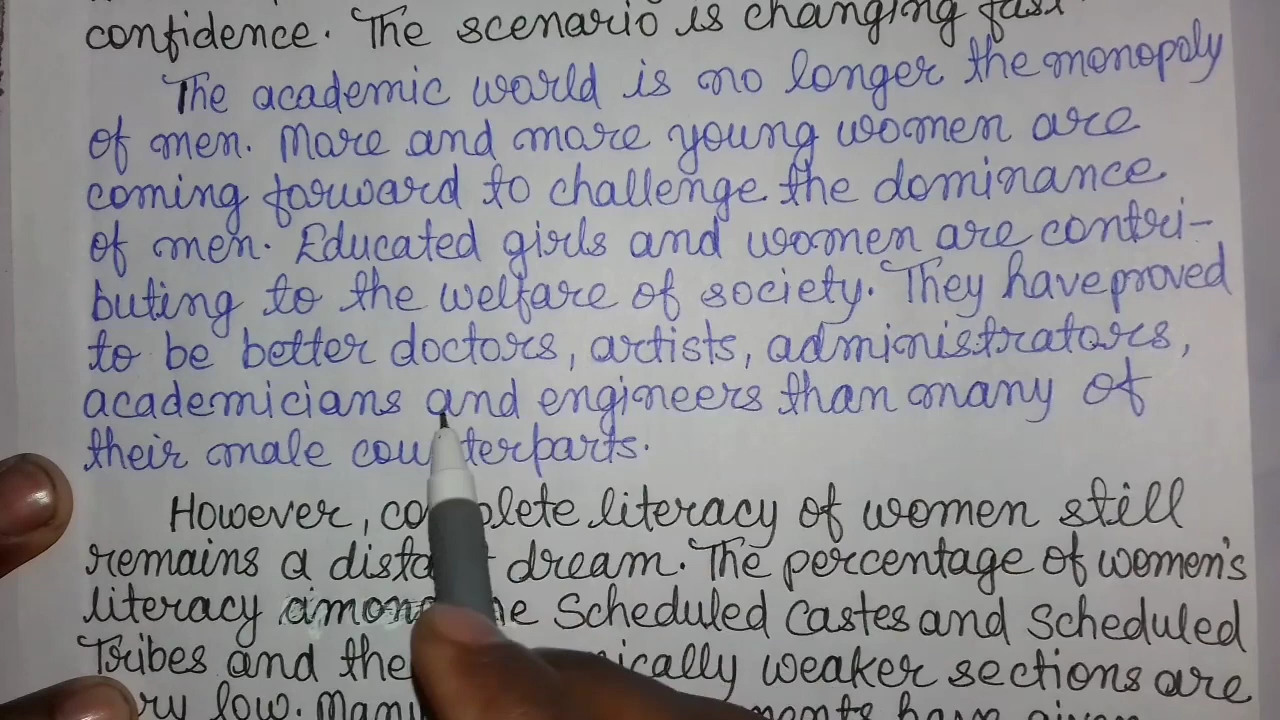 confidence. The scenario is changing fast
The academic world is no longer the monopoly
of men. More and more young women are
coming forward to challenge the dominance
of men. Educated girls and women are contri-
buting to the welfare of society. They have proved
to be better doctors, artists, administrators,
academicians and engineers than many of
their male counterparts.
However, complete literacy of women still
remains a distant dream. The percentage of women's
literacy among the Scheduled Castes and Scheduled
Tribes and the weaker sections are
low.